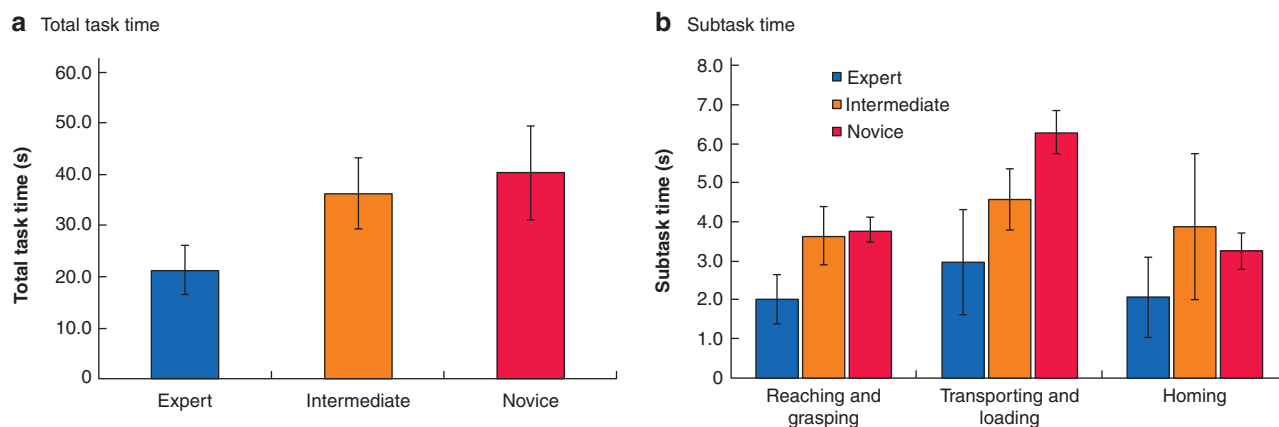 a Total task time
Total task time (s)
60.0
50.0
40.0
30.0
20.0
10.0
0
Expert
Intermediate
Novice
b Subtask time
Subtask time (s)
8.0
7.0
6.0
5.0
4.0
3.0
2.0
1.0
0
Expert
Intermediate
Novice
Reaching and
grasping
Transporting and
loading
Homing